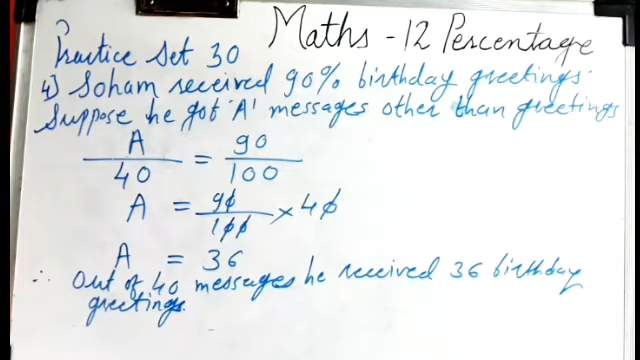 Maths - 12 Percentage
Practice Set 30
4) Soham received 90% birthday greetings.
Suppose he got 'A' messages other than greetings
A/40 = 90/100
A = 90/100 × 40
A = 36
∴ Out of 40 messages he received 36 birthday
greetings.